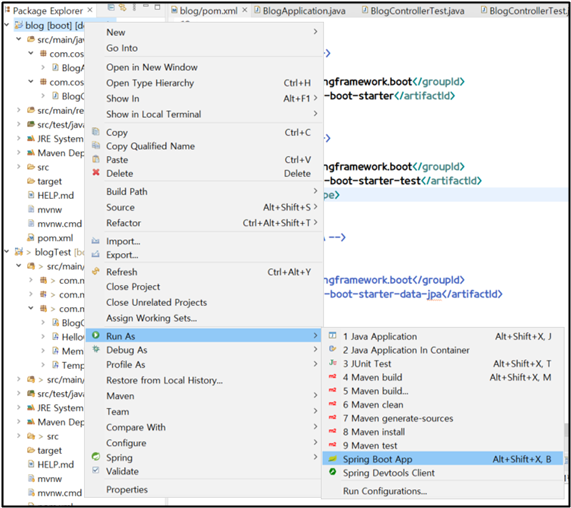 Package Explorer
blog/pom.xml
BlogApplication.java
BlogControllerTest.java
BlogControllerTest.
blog [boot] [d
src/main/java
com.cos
Blog
com.cos
BlogC
src/main/re
src/test/java
JRE System
Maven Dep
src
target
HELP.md
mvnw
mvnw.cmd
pom.xml
blogTest [bo
src/main/
com.n
com.n
com.n
BlogC
Hello
Mem
Temp
src/main/r
src/test/java
JRE System
Maven Dep
src
target
HELP.md
mvnw
mvnw.cmd
New
Go Into
Open in New Window
Open Type Hierarchy Ctrl+H
Show In Alt+F1
Show in Local Terminal
Copy Ctrl+C
Copy Qualified Name
Paste Ctrl+V
Delete Delete
Build Path
Source Alt+Shift+S
Refactor Ctrl+Alt+Shift+T
Import...
Export...
Refresh Ctrl+Alt+Y
Close Project
Close Unrelated Projects
Assign Working Sets...
Run As
Debug As
Profile As
Restore from Local History...
Maven
Team
Compare With
Configure
Spring
Validate
Properties
-->
ngframework.boot</groupId>
-boot-starter</artifactId>
-->
ngframework.boot</groupId>
-boot-starter-test</artifactId>
pe>
-->
ngframework.boot</groupId>
-boot-starter-data-jpa</artifactId>
1 Java Application Alt+Shift+X, J
2 Java Application In Container
3 JUnit Test Alt+Shift+X, T
4 Maven build Alt+Shift+X, M
5 Maven build...
6 Maven clean
7 Maven generate-sources
8 Maven install
9 Maven test
Spring Boot App Alt+Shift+X, B
Spring Devtools Client
Run Configurations...